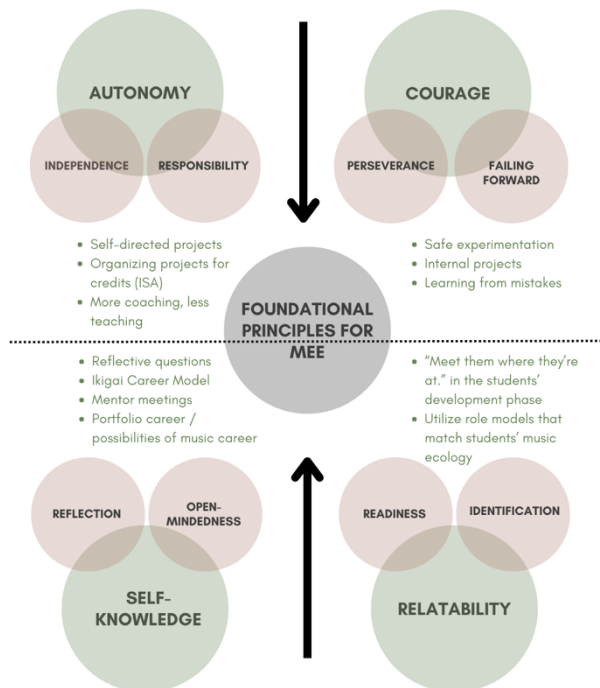 AUTONOMY
INDEPENDENCE
RESPONSIBILITY
• Self-directed projects
• Organizing projects for
credits (ISA)
• More coaching, less
teaching
COURAGE
PERSEVERANCE
FAILING
FORWARD
• Safe experimentation
• Internal projects
• Learning from mistakes
FOUNDATIONAL
PRINCIPLES FOR
MEE
• Reflective questions
• Ikigai Career Model
• Mentor meetings
• Portfolio career /
possibilities of music career
REFLECTION
OPEN-
MINDEDNESS
SELF-
KNOWLEDGE
• “Meet them where they’re
at.” in the students’
development phase
• Utilize role models that
match students’ music
ecology
READINESS
IDENTIFICATION
RELATABILITY